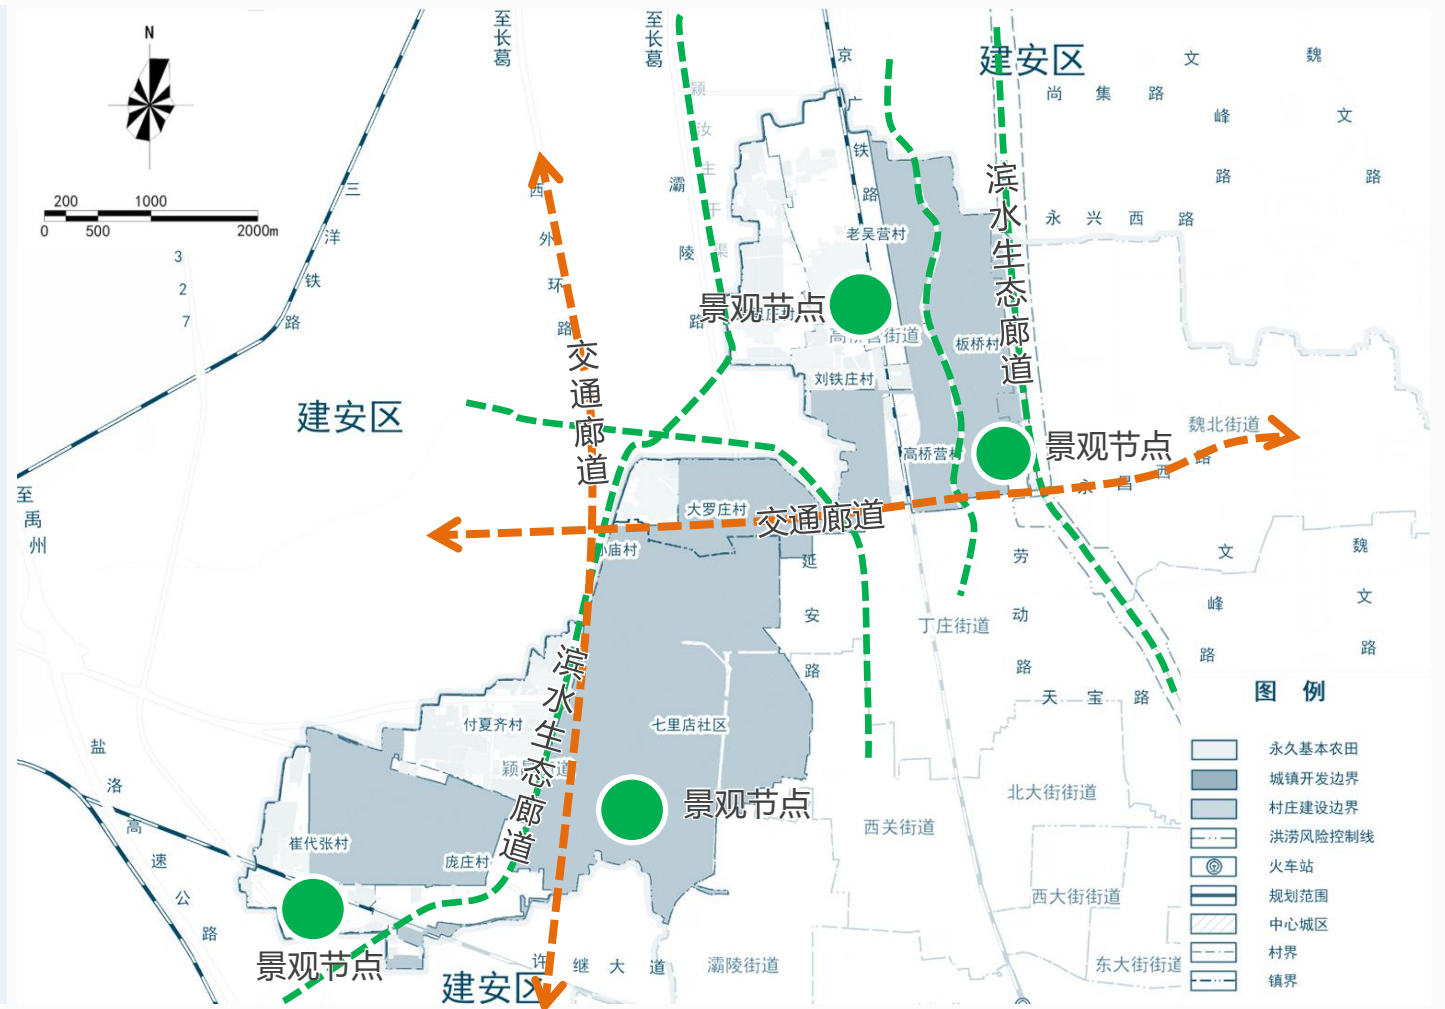 N
200
1000
0
500
2000m
至长葛
至长葛
京广铁路
建安区
文峰路
魏文路
尚集路
颍汝主干渠
灞陵路
西外环路
三洋铁路
327
永兴西路
滨水生态廊道
老吴营村
景观节点
板桥村
刘铁庄村
交通廊道
建安区
魏北街道
高桥营村
景观节点
永昌西路
至禹州
大罗庄村
交通廊道
小庙村
延安路
劳动路
文峰路
魏文路
丁庄街道
天宝路
滨水生态廊道
付夏齐村
七里店社区
盐洛高速公路
景观节点
北大街街道
西关街道
崔代张村
庞庄村
西大街街道
景观节点
许继大道
灞陵街道
东大街街道
建安区
图例
永久基本农田
城镇开发边界
村庄建设边界
洪涝风险控制线
火车站
规划范围
中心城区
村界
镇界